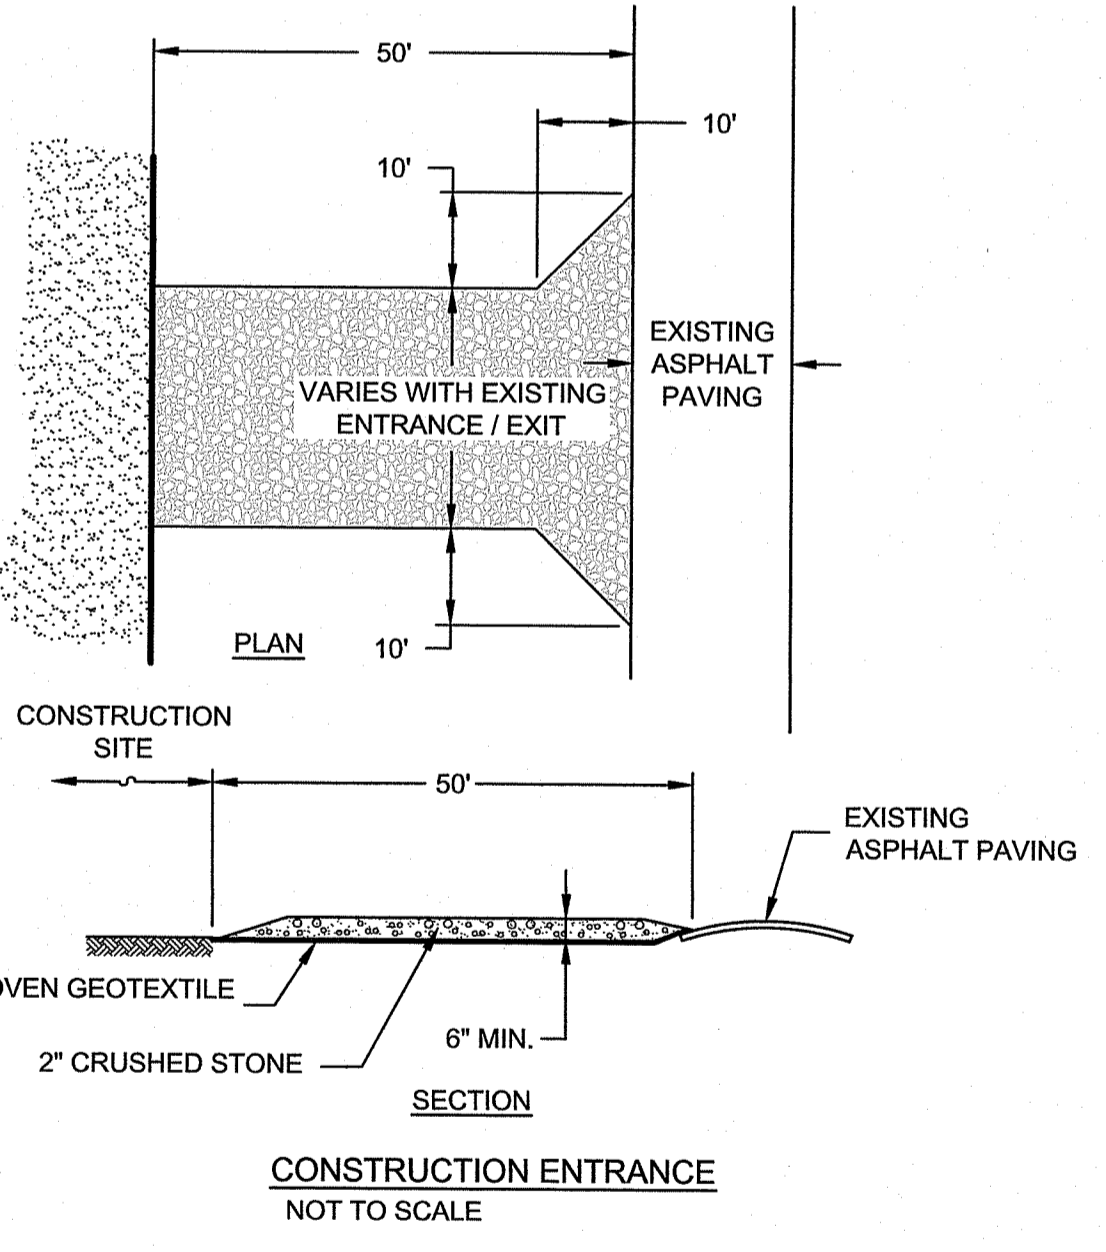 50'
10'
10'
EXISTING
ASPHALT
PAVING
VARIES WITH EXISTING
ENTRANCE / EXIT
PLAN
10'
CONSTRUCTION
SITE
50'
EXISTING
ASPHALT PAVING
GEOTEXTILE
6" MIN.
2" CRUSHED STONE
SECTION
CONSTRUCTION ENTRANCE
NOT TO SCALE